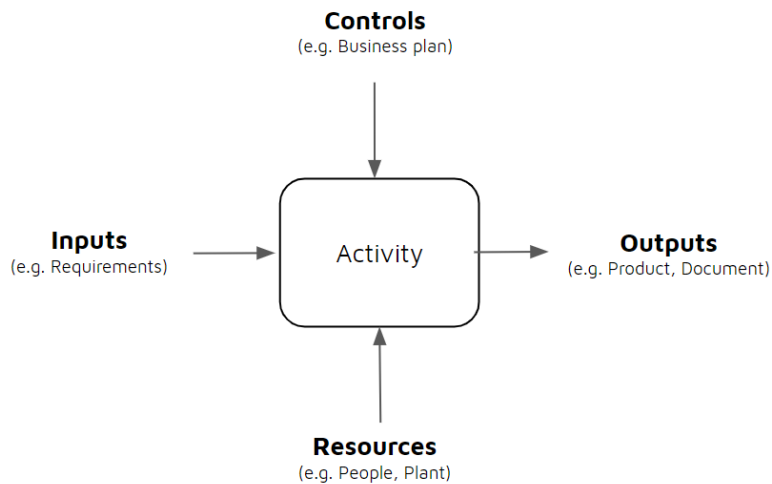 Controls
(e.g. Business plan)
Inputs
(e.g. Requirements)
Activity
Outputs
(e.g. Product, Document)
Resources
(e.g. People, Plant)